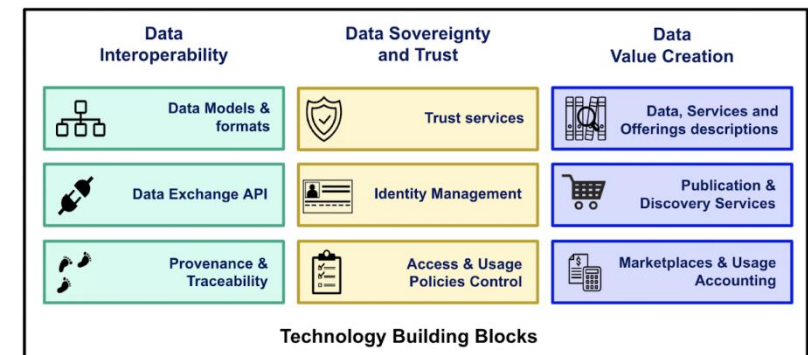 Data
Interoperability
Data Sovereignty
and Trust
Data
Value Creation
Data Models &
formats
Trust services
Data, Services and
Offerings descriptions
Data Exchange API
Identity Management
Publication &
Discovery Services
Provenance &
Traceability
Access & Usage
Policies Control
Marketplaces & Usage
Accounting
Technology Building Blocks